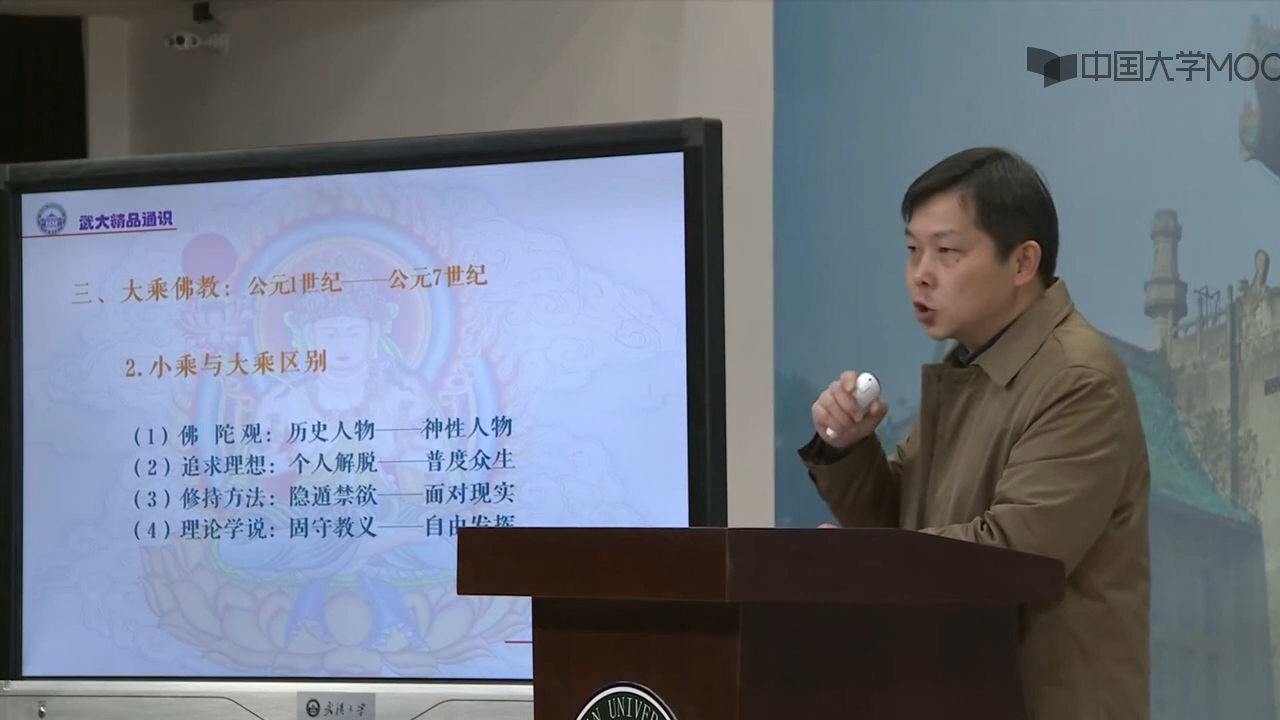 中国大学MOO
武大精品通识
三、大乘佛教：公元1世纪——公元7世纪
2.小乘与大乘区别
(1) 佛 陀 观：历史人物——神性人物
(2) 追求理想：个人解脱——普度众生
(3) 修持方法：隐遁禁欲——面对现实
(4) 理论学说：固守教义——自由发挥
武汉大学
UNIVER